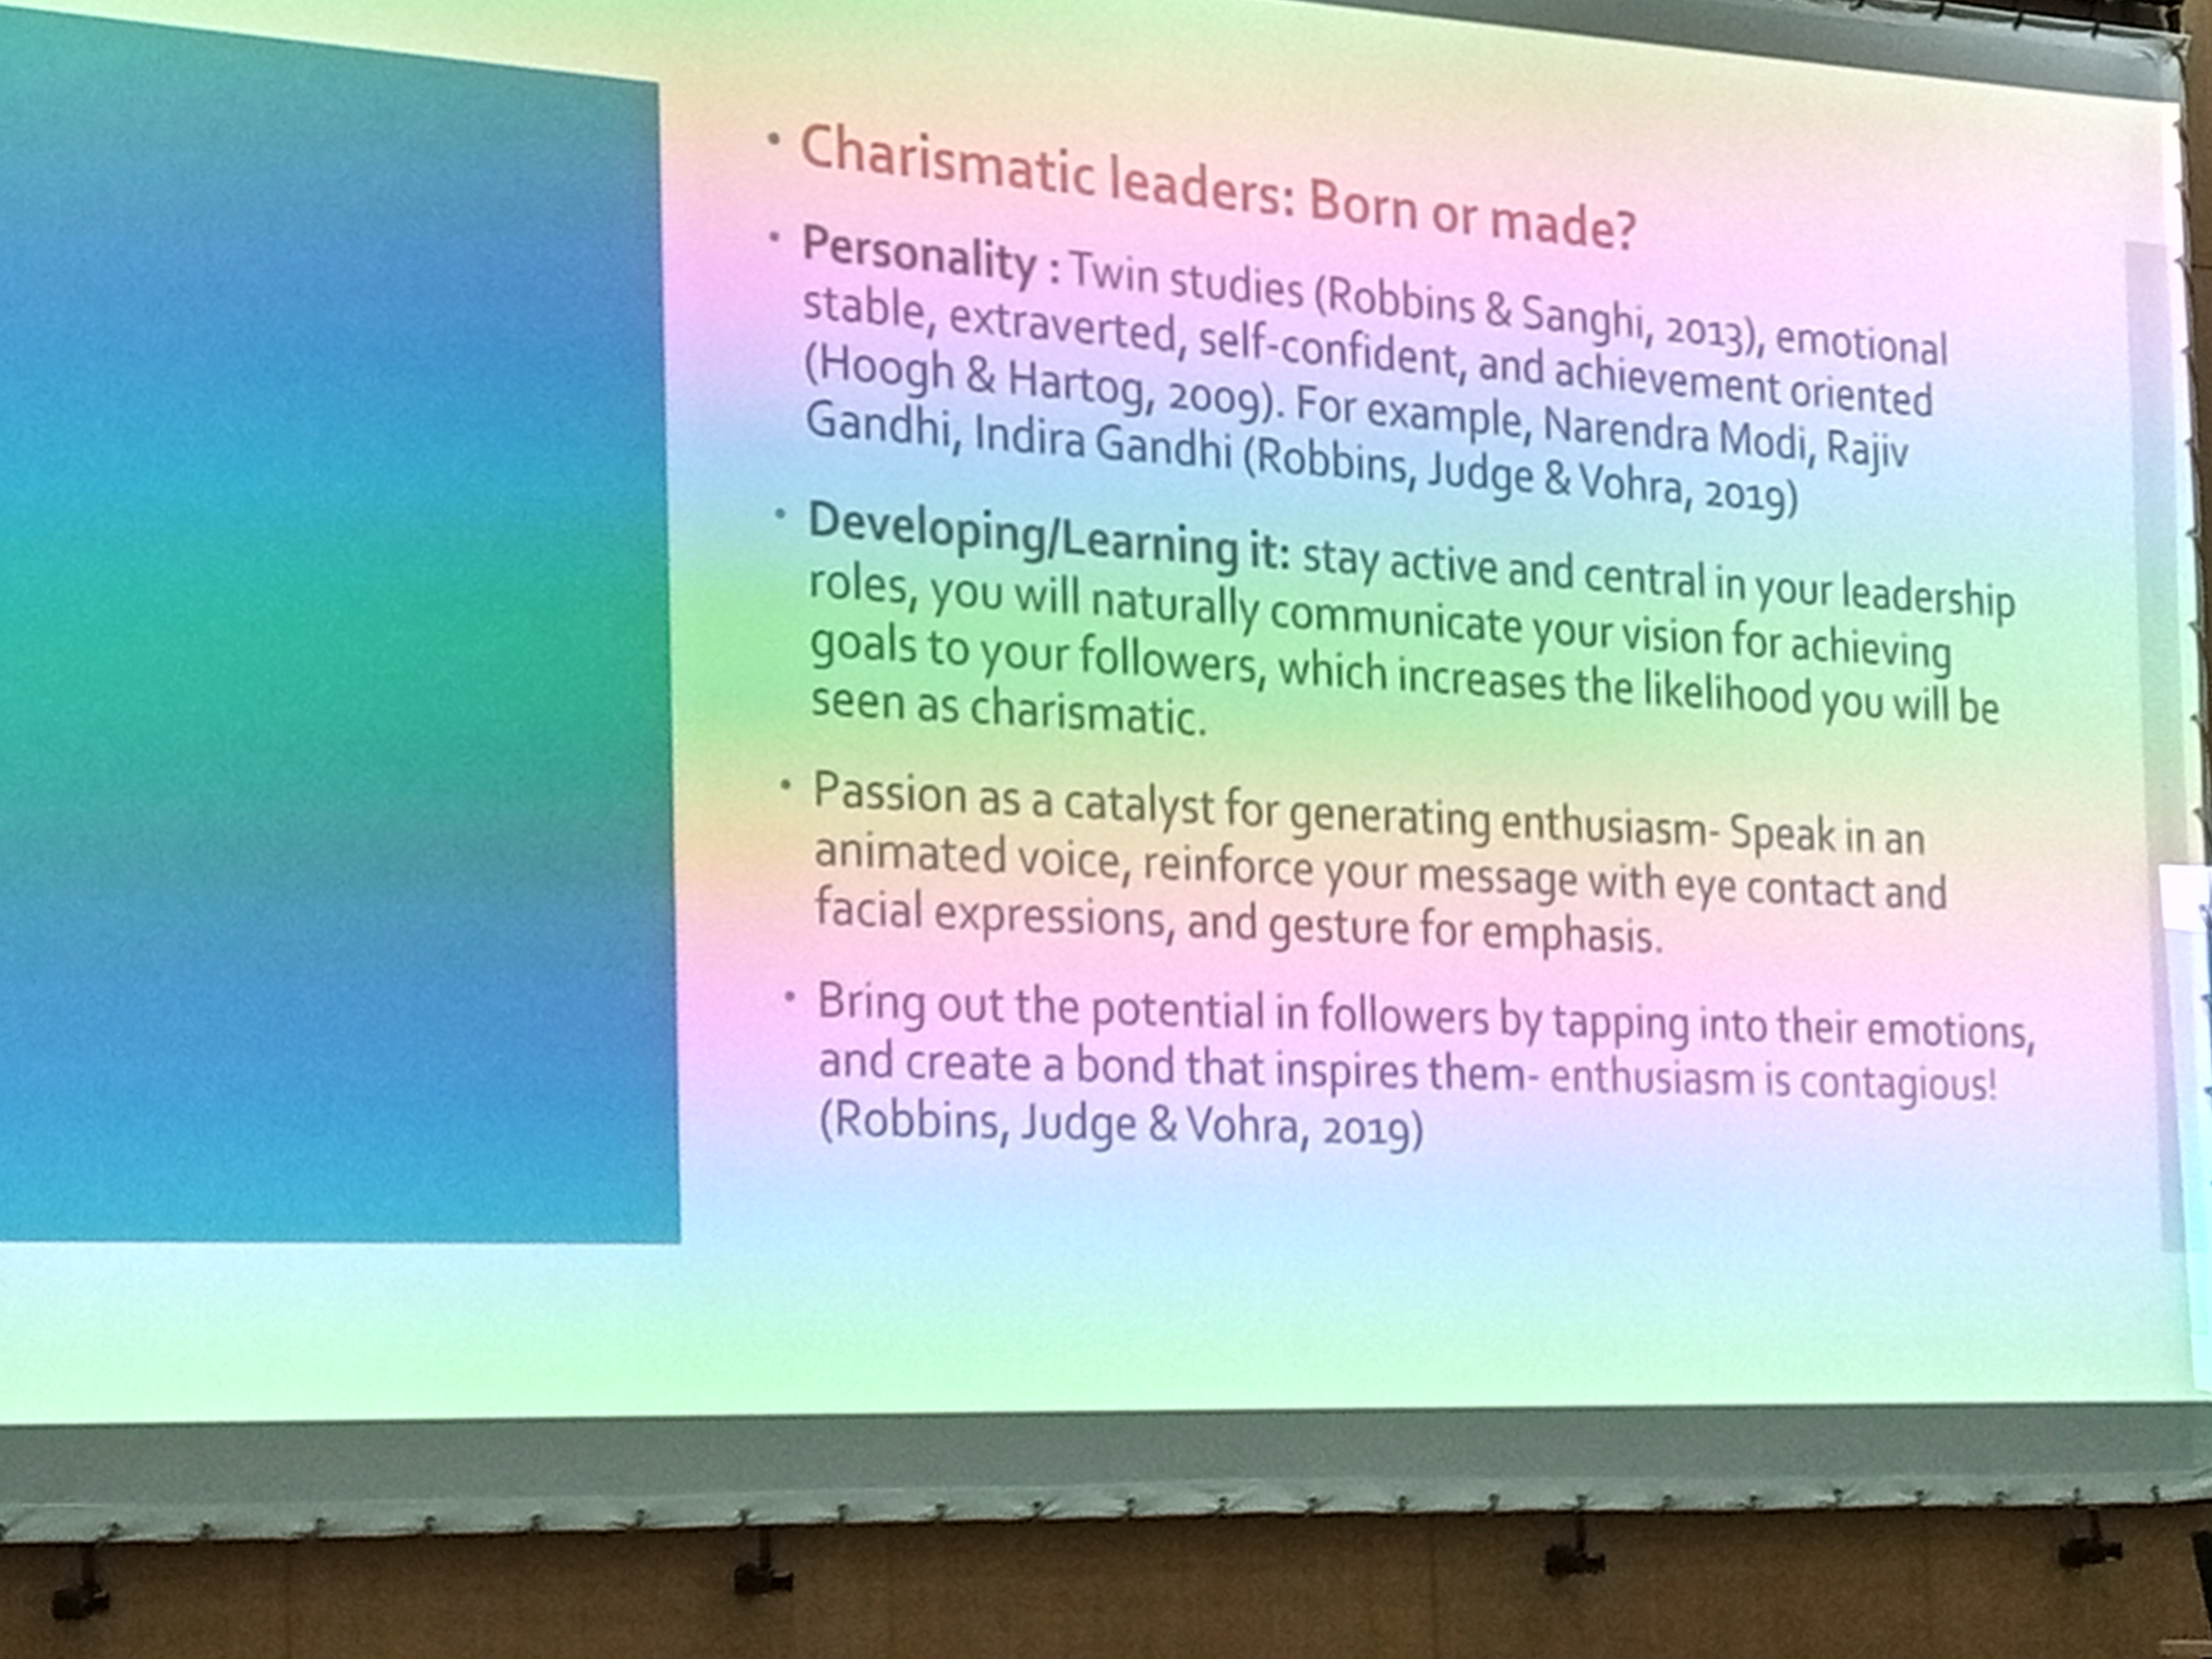 • Charismatic leaders: Born or made?
• Personality : Twin studies (Robbins & Sanghi, 2013), emotional
stable, extraverted, self-confident, and achievement oriented
(Hoogh & Hartog, 2009). For example, Narendra Modi, Rajiv
Gandhi, Indira Gandhi (Robbins, Judge & Vohra, 2019)
• Developing/Learning it: stay active and central in your leadership
roles, you will naturally communicate your vision for achieving
goals to your followers, which increases the likelihood you will be
seen as charismatic.
• Passion as a catalyst for generating enthusiasm- Speak in an
animated voice, reinforce your message with eye contact and
facial expressions, and gesture for emphasis.
• Bring out the potential in followers by tapping into their emotions,
and create a bond that inspires them- enthusiasm is contagious!
(Robbins, Judge & Vohra, 2019)